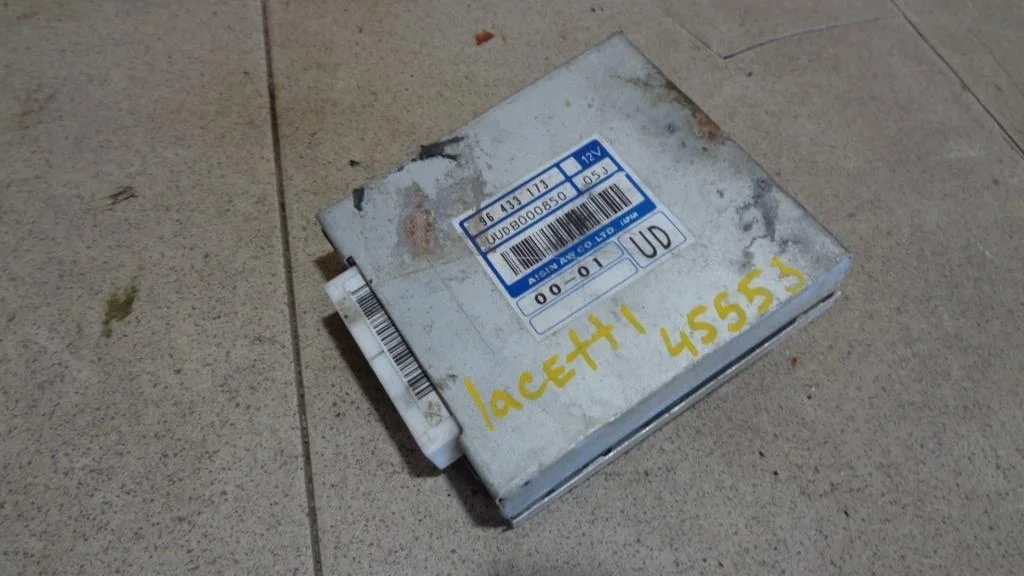 96 433 173 12V
UUDB000850 05J
AISIN AW CO.,LTD JAPAN
00-01 UD
lacETTI
45553